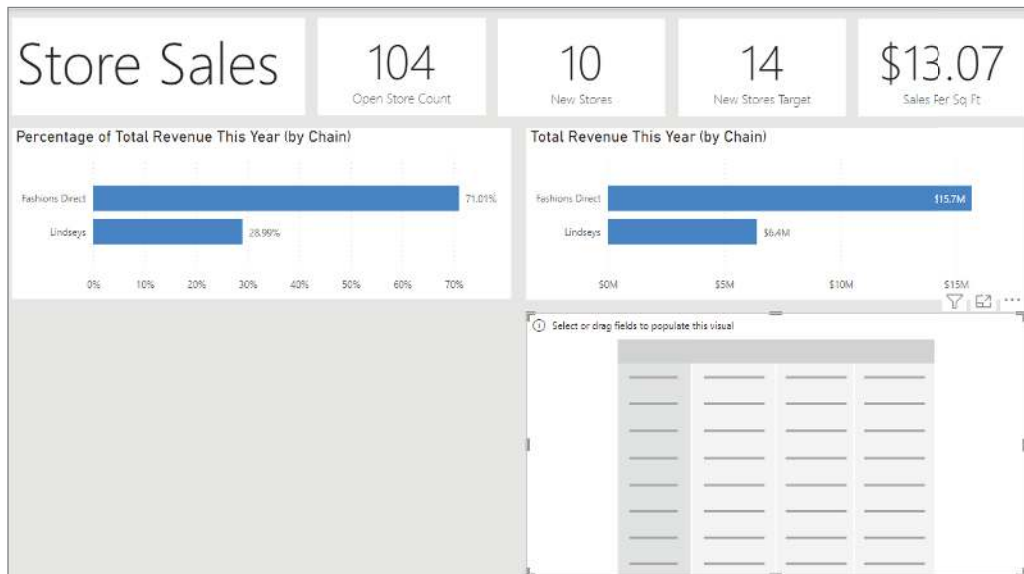 Store Sales
104
Open Store Count
10
New Stores
14
New Stores Target
$13.07
Sales Per Sq Ft
Percentage of Total Revenue This Year (by Chain)
Fashions Direct
71.01%
Lindseys
28.99%
0% 10% 20% 30% 40% 50% 60% 70%
Total Revenue This Year (by Chain)
Fashions Direct
$15.7M
Lindseys
$6.4M
$0M $5M $10M $15M
Select or drag fields to populate this visual